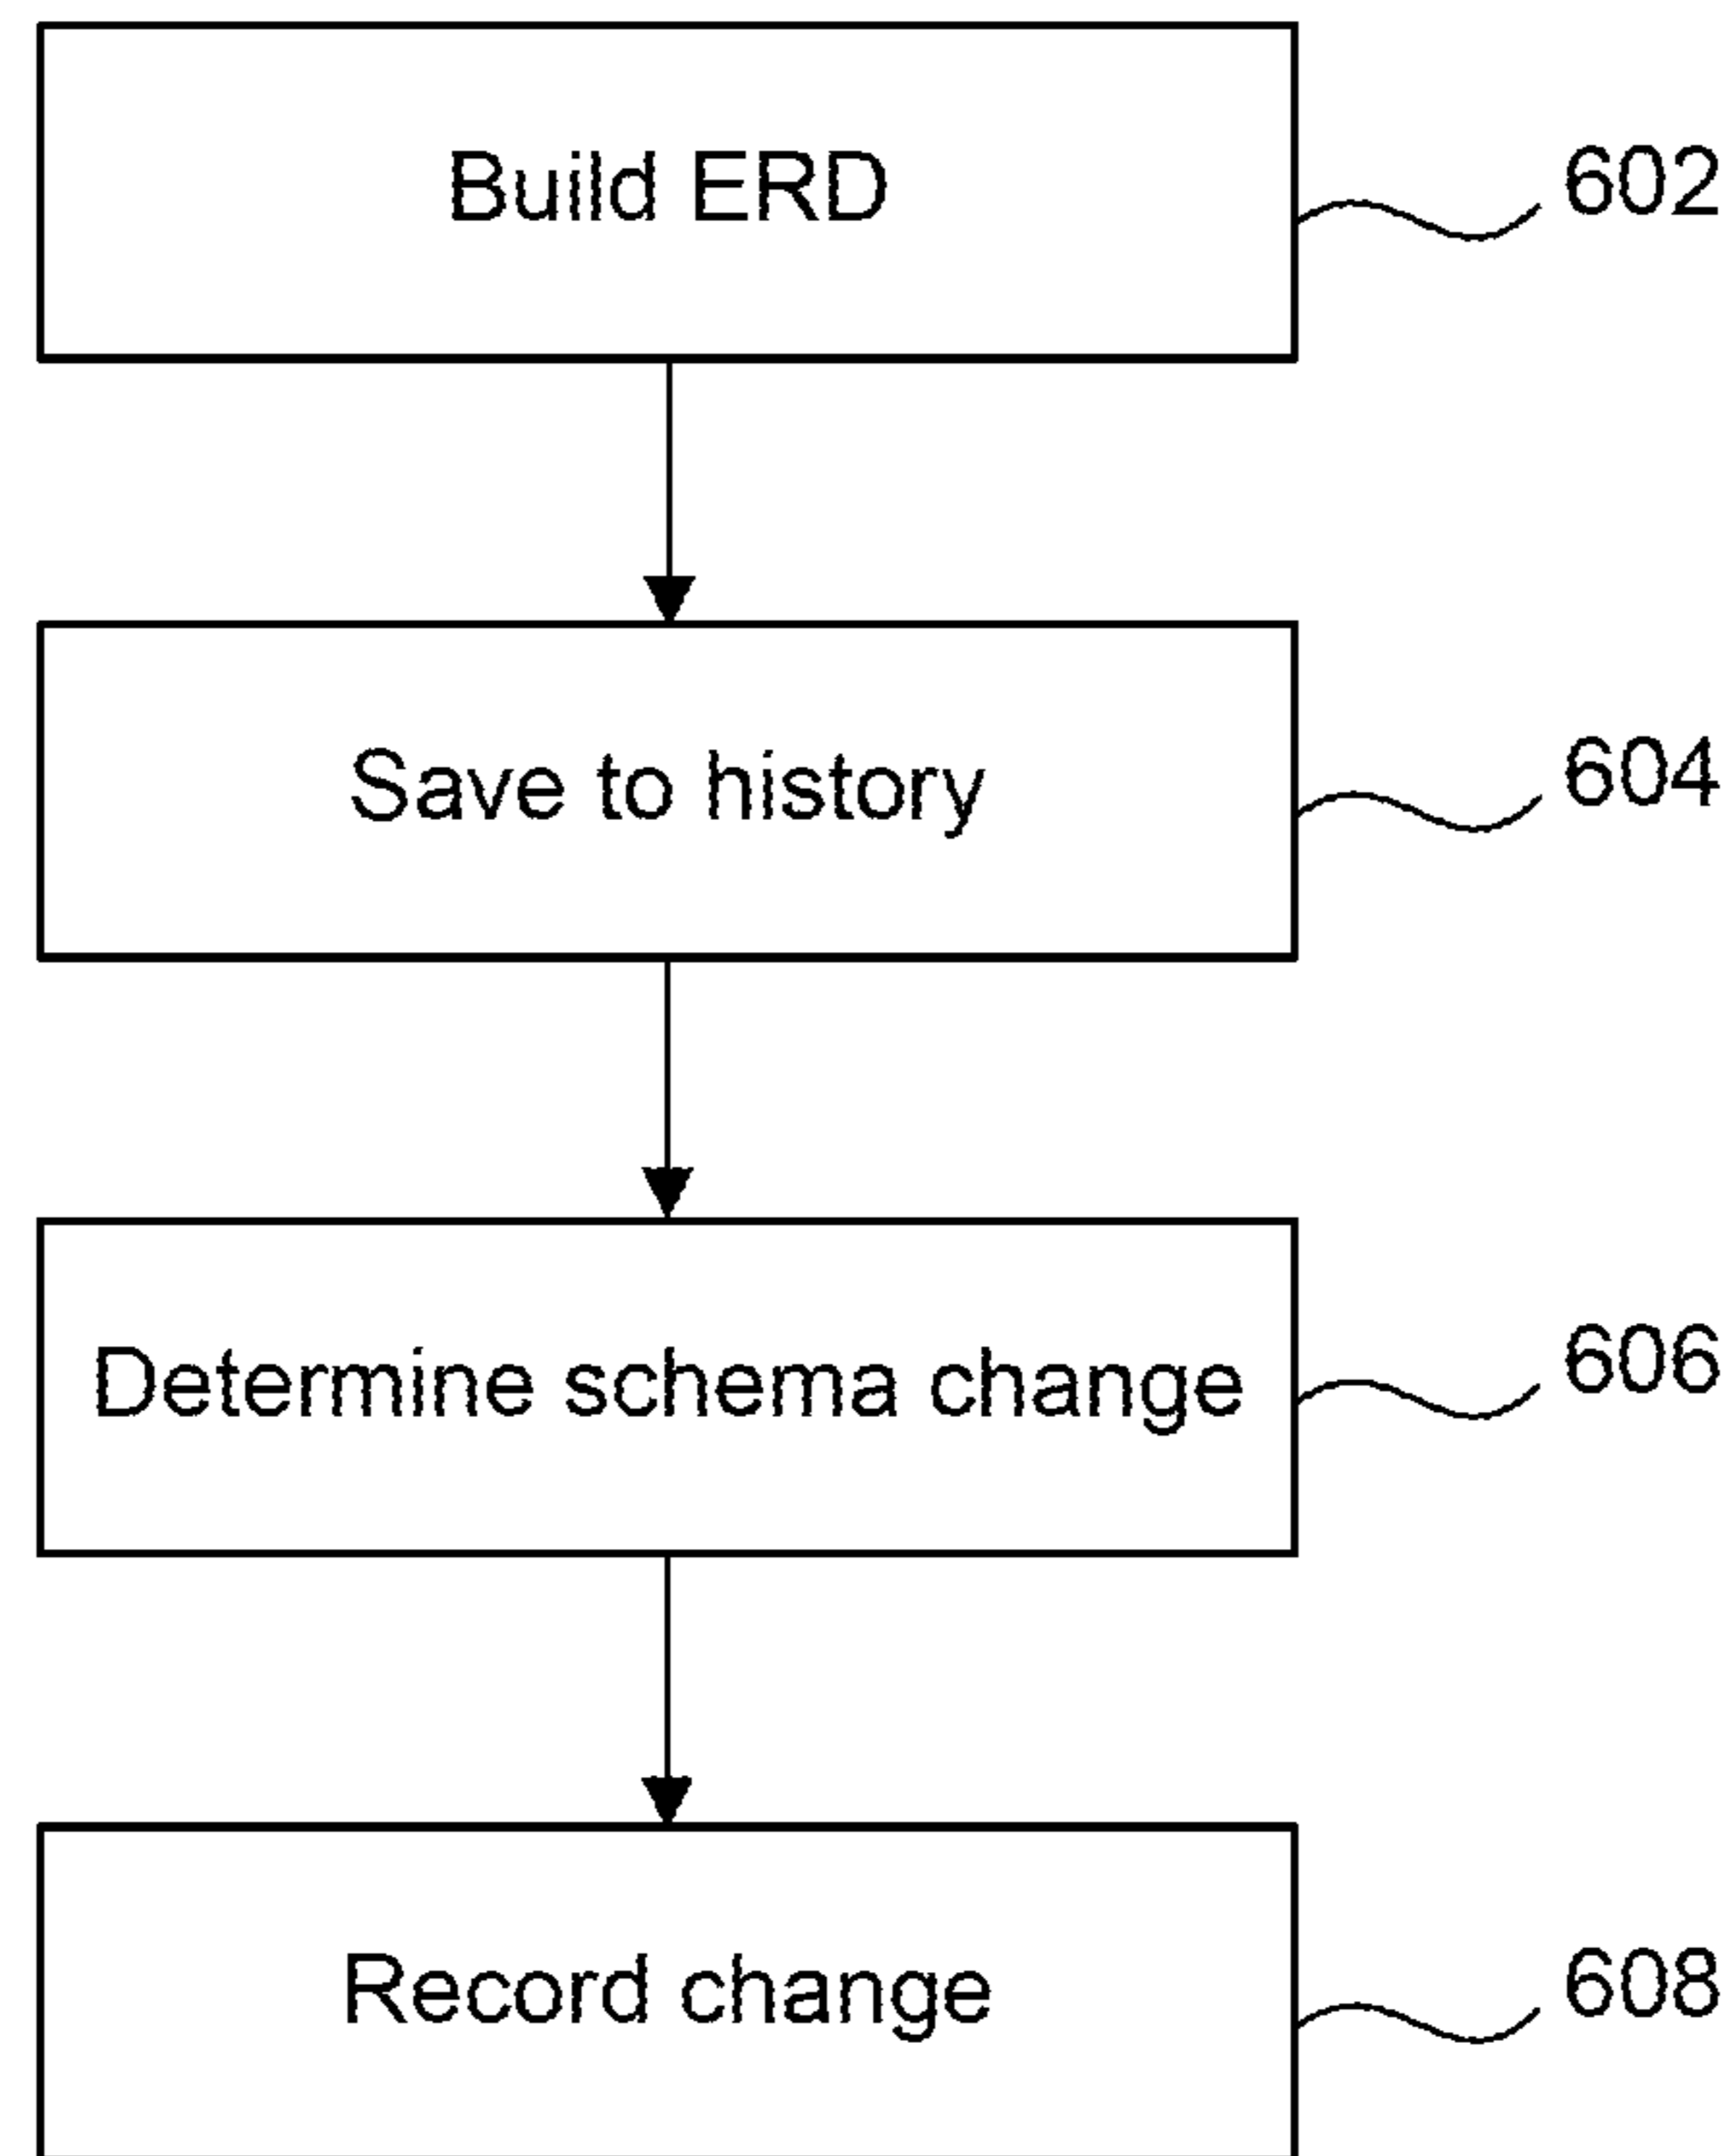 Build ERD
602
Save to history
604
Determine schema change
606
Record change
608